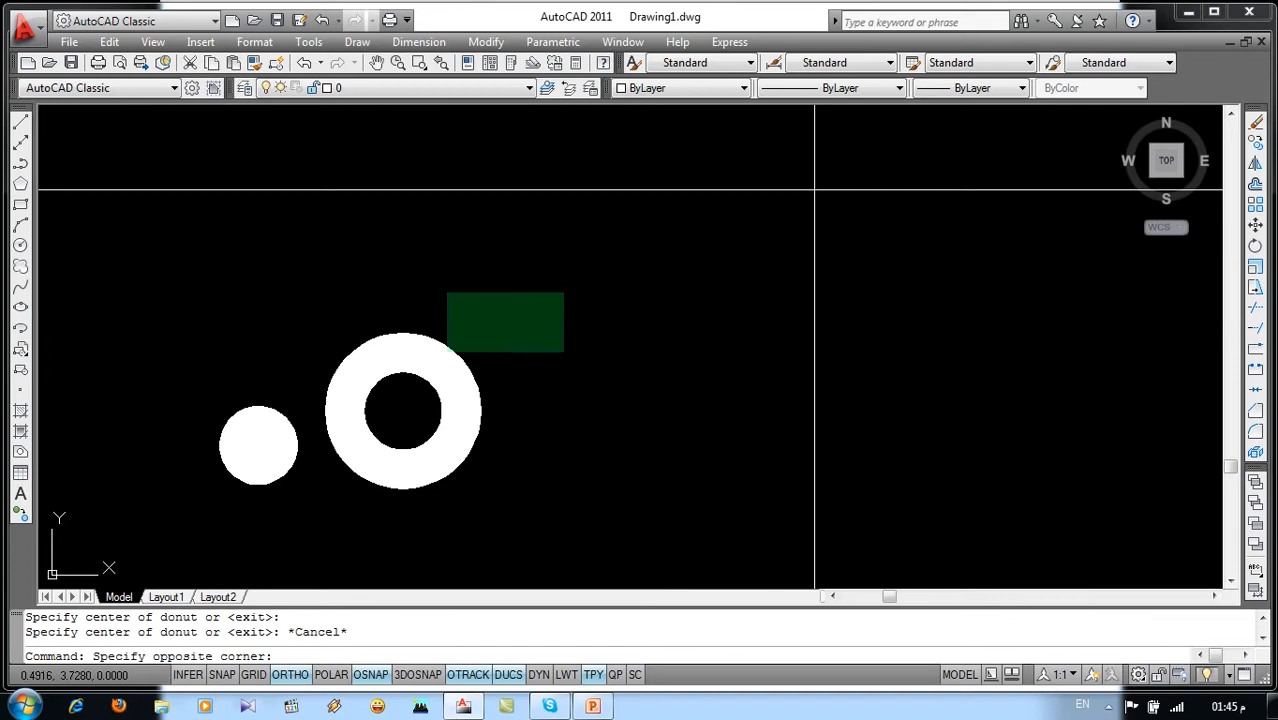 AutoCAD Classic
AutoCAD 2011 Drawing1.dwg
Type a keyword or phrase
File Edit View Insert Format Tools Draw Dimension Modify Parametric Window Help Express
Standard Standard Standard Standard
AutoCAD Classic 0 ByLayer ByLayer ByLayer ByColor
N
W TOP E
S
WCS
Y
X
Model Layout1 Layout2
Specify center of donut or <exit>:
Specify center of donut or <exit>: *Cancel*
Command: Specify opposite corner:
0.4916, 3.7280, 0.0000 INFER SNAP GRID ORTHO POLAR OSNAP 3DOSNAP OTRACK DUCS DYN LWT TPY QP SC MODEL 1:1
EN 01:45 م